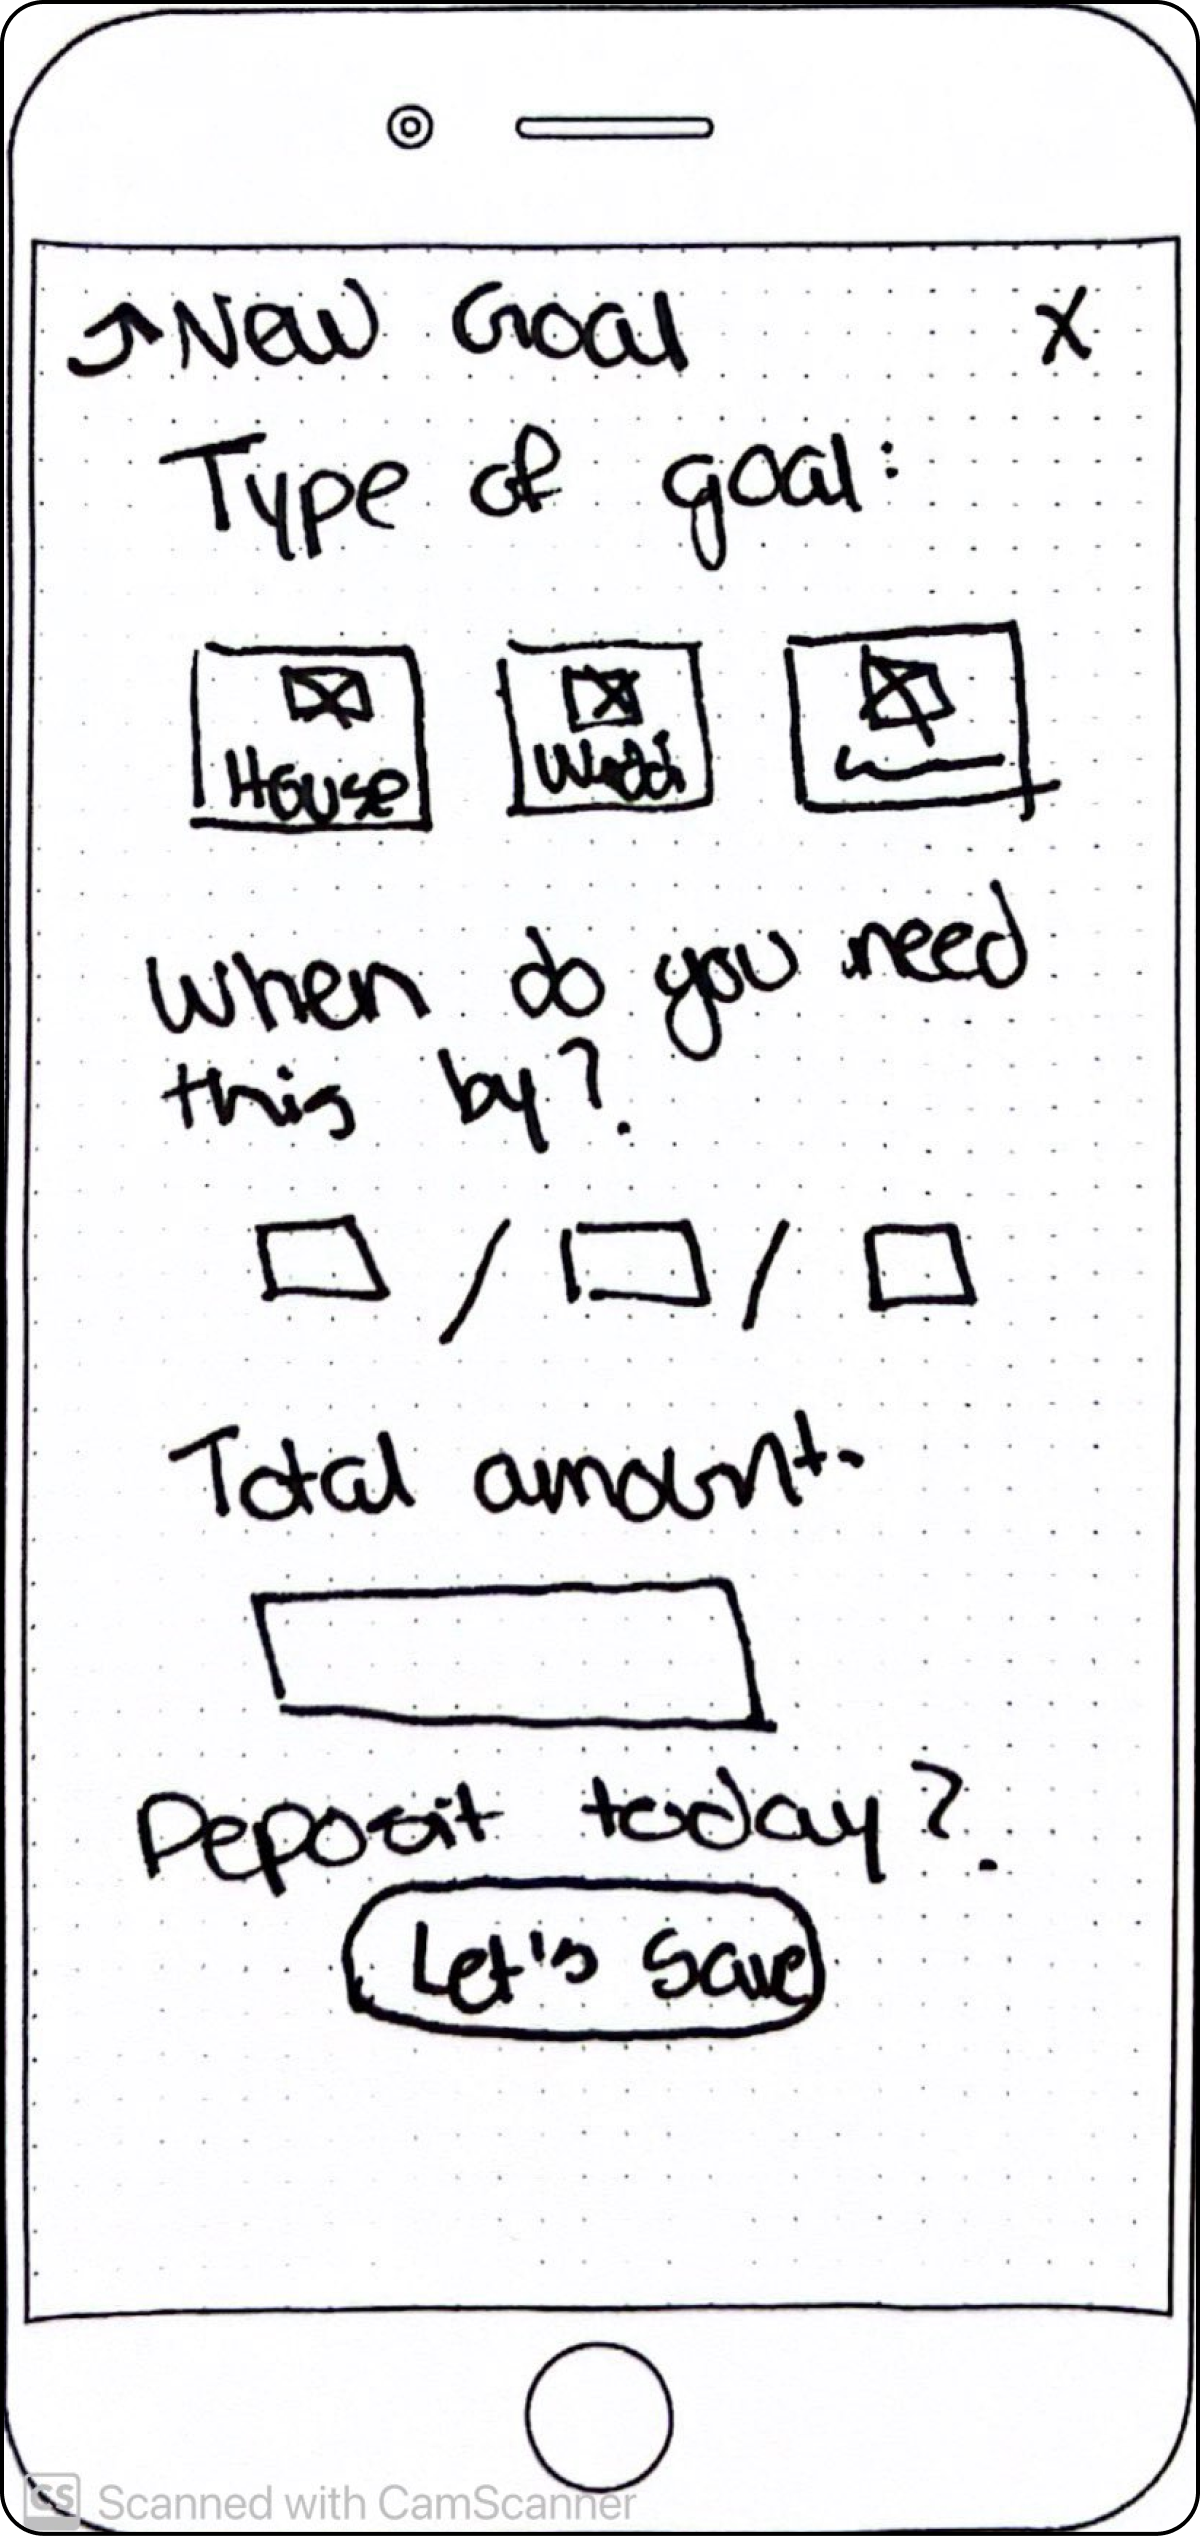 New Goal X
Type of goal:
House Weddi
When do you need
this by?
/ /
Total amount.
Deposit today?
Let's Save
CS Scanned with CamScanner